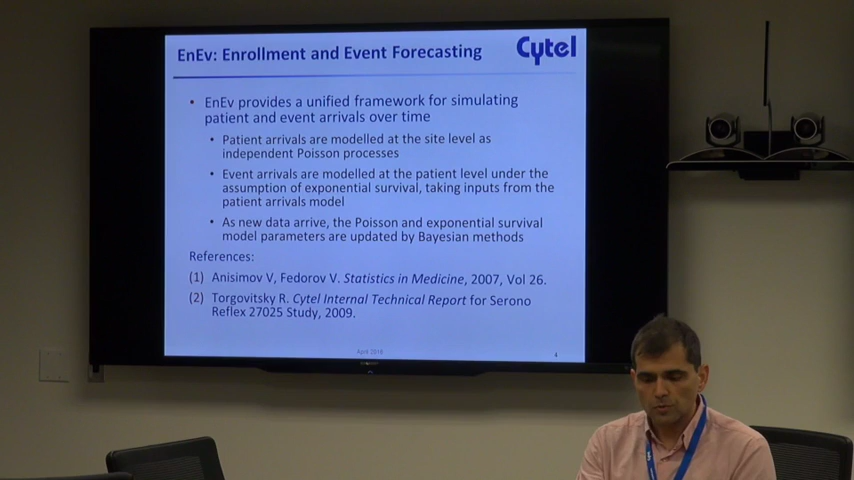 EnEv: Enrollment and Event Forecasting
Cytel
• EnEv provides a unified framework for simulating
patient and event arrivals over time
• Patient arrivals are modelled at the site level as
independent Poisson processes
• Event arrivals are modelled at the patient level under the
assumption of exponential survival, taking inputs from the
patient arrivals model
• As new data arrive, the Poisson and exponential survival
model parameters are updated by Bayesian methods
References:
(1) Anisimov V, Fedorov V. Statistics in Medicine, 2007, Vol 26.
(2) Torgovitsky R. Cytel Internal Technical Report for Serono
Reflex 27025 Study, 2009.
4